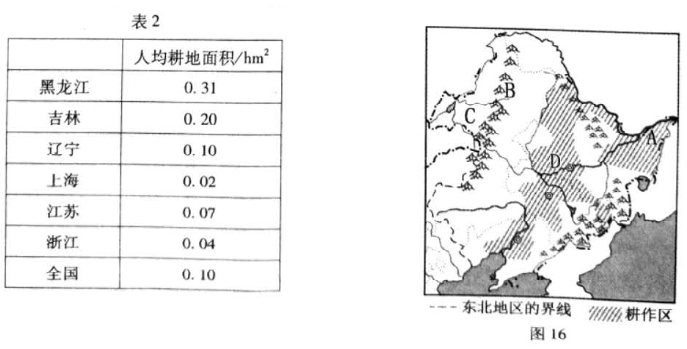 表2
人均耕地面积/hm²
黑龙江 0.31
吉林 0.20
辽宁 0.10
上海 0.02
江苏 0.07
浙江 0.04
全国 0.10
B
C
A
D
东北地区的界线 耕作区
图16